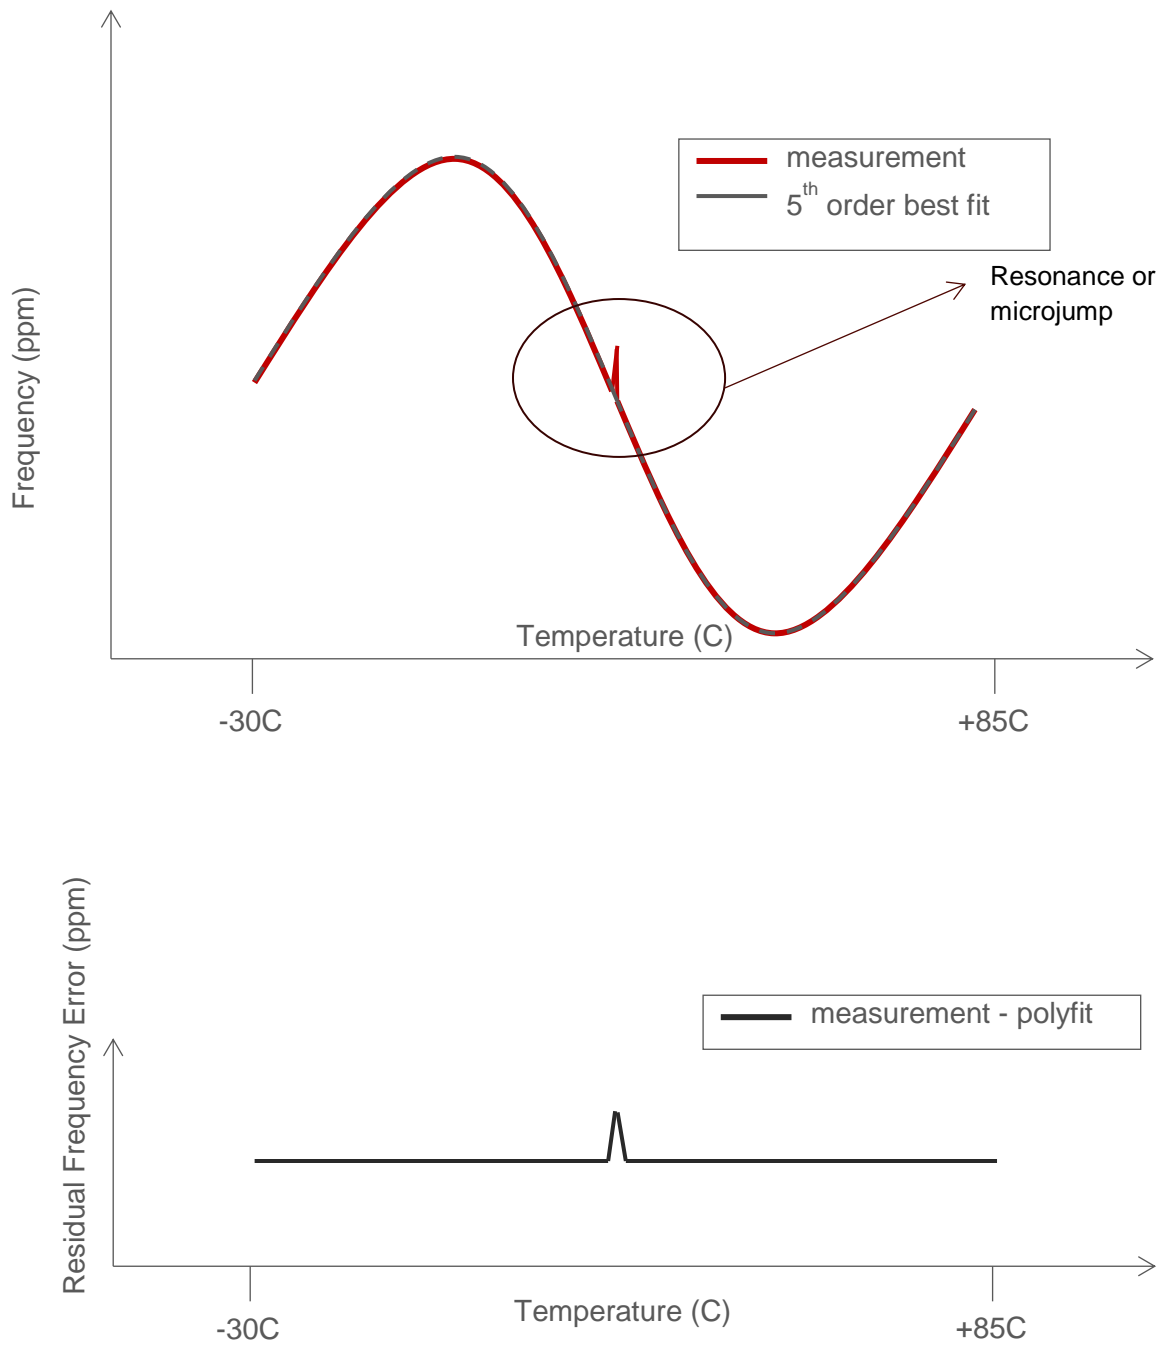 measurement
5th order best fit
Resonance or
microjump
Frequency (ppm)
Temperature (C)
-30C
+85C
Residual Frequency Error (ppm)
measurement - polyfit
Temperature (C)
-30C
+85C